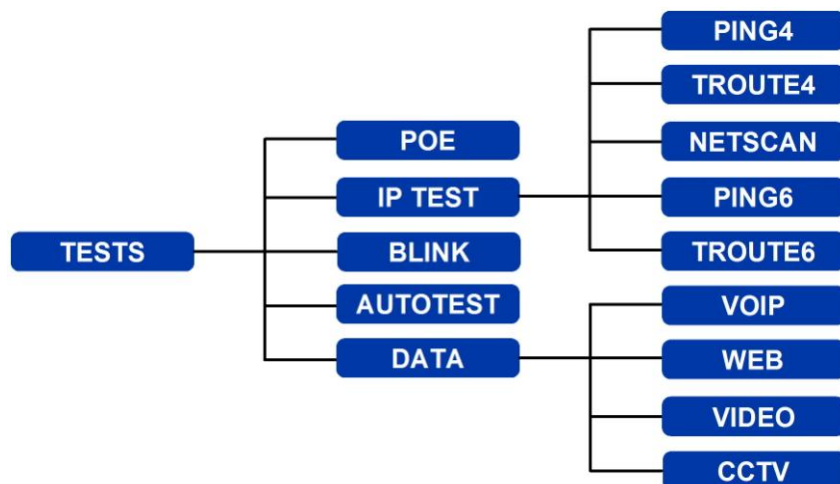 TESTS
POE
IP TEST
BLINK
AUTOTEST
DATA
PING4
TROUTE4
NETSCAN
PING6
TROUTE6
VOIP
WEB
VIDEO
CCTV